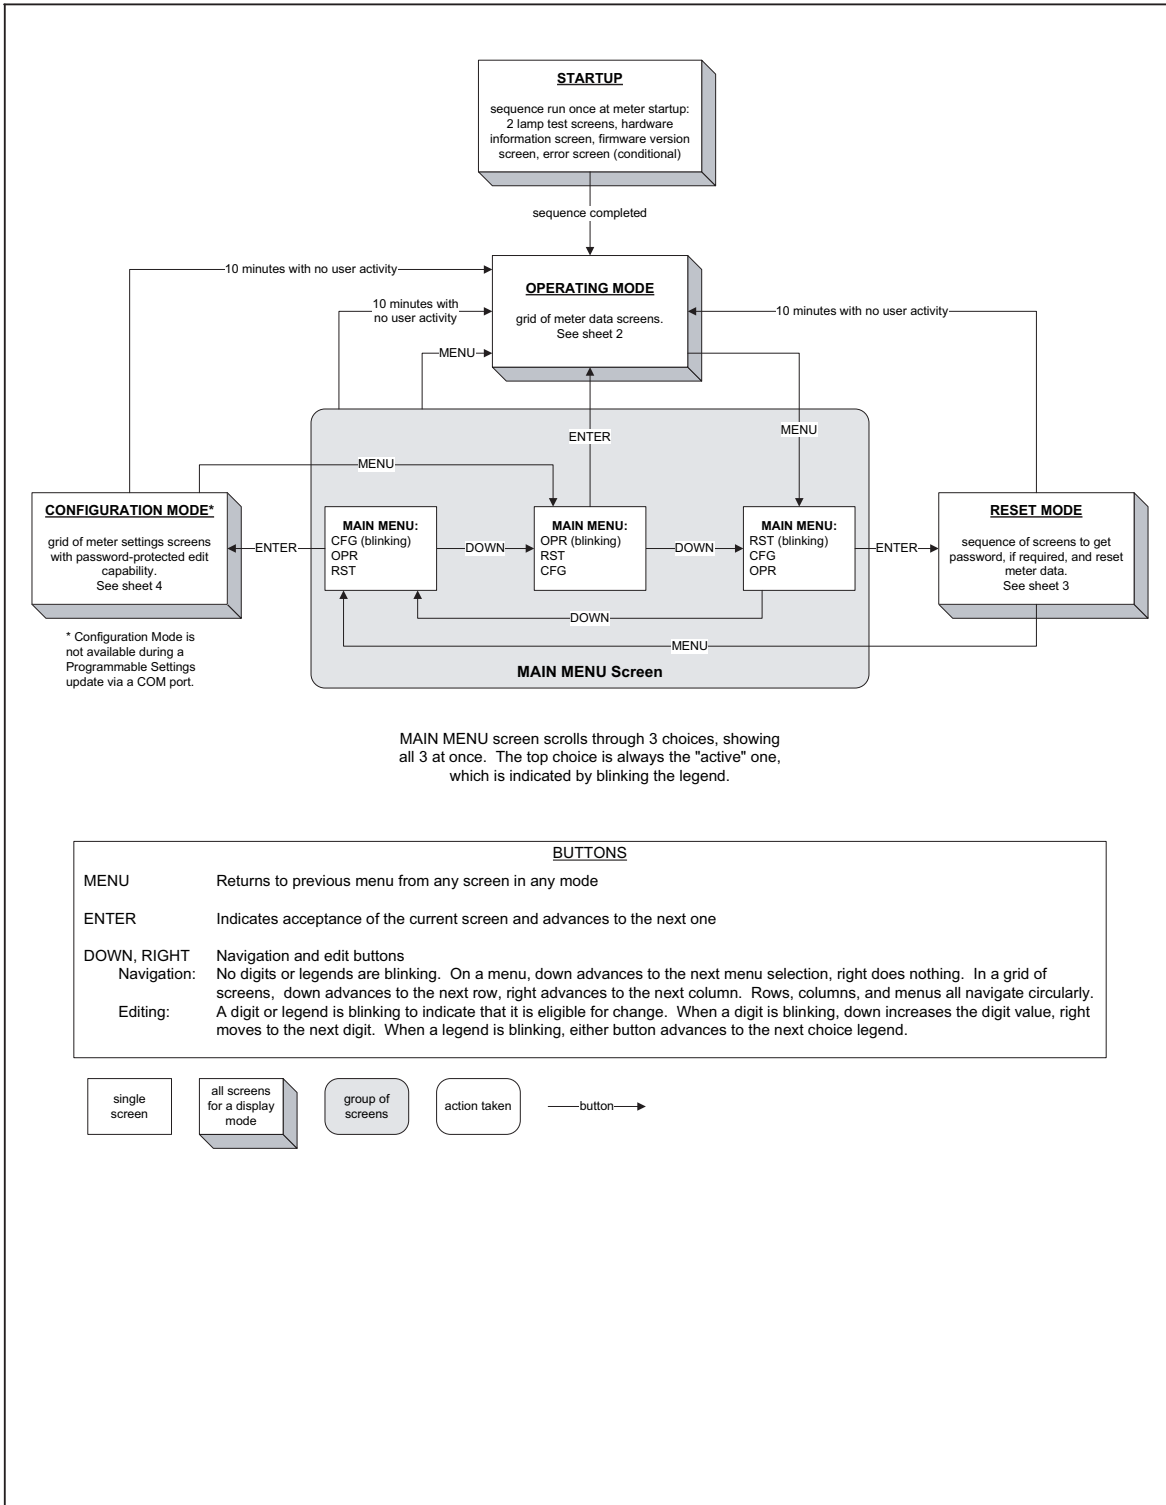 STARTUP
sequence run once at meter startup:
2 lamp test screens, hardware
information screen, firmware version
screen, error screen (conditional)
sequence completed
10 minutes with no user activity
OPERATING MODE
grid of meter data screens.
See sheet 2
10 minutes with
no user activity
10 minutes with no user activity
MENU
ENTER
MENU
MENU
CONFIGURATION MODE*
grid of meter settings screens
with password-protected edit
capability.
See sheet 4
ENTER
MAIN MENU:
CFG (blinking)
OPR
RST
DOWN
MAIN MENU:
OPR (blinking)
RST
CFG
DOWN
MAIN MENU:
RST (blinking)
CFG
OPR
ENTER
RESET MODE
sequence of screens to get
password, if required, and reset
meter data.
See sheet 3
DOWN
MENU
MAIN MENU Screen
* Configuration Mode is
not available during a
Programmable Settings
update via a COM port.
MAIN MENU screen scrolls through 3 choices, showing
all 3 at once. The top choice is always the "active" one,
which is indicated by blinking the legend.
BUTTONS
MENU Returns to previous menu from any screen in any mode
ENTER Indicates acceptance of the current screen and advances to the next one
DOWN, RIGHT Navigation and edit buttons
Navigation: No digits or legends are blinking. On a menu, down advances to the next menu selection, right does nothing. In a grid of
screens, down advances to the next row, right advances to the next column. Rows, columns, and menus all navigate circularly.
Editing: A digit or legend is blinking to indicate that it is eligible for change. When a digit is blinking, down increases the digit value, right
moves to the next digit. When a legend is blinking, either button advances to the next choice legend.
single
screen
all screens
for a display
mode
group of
screens
action taken
button